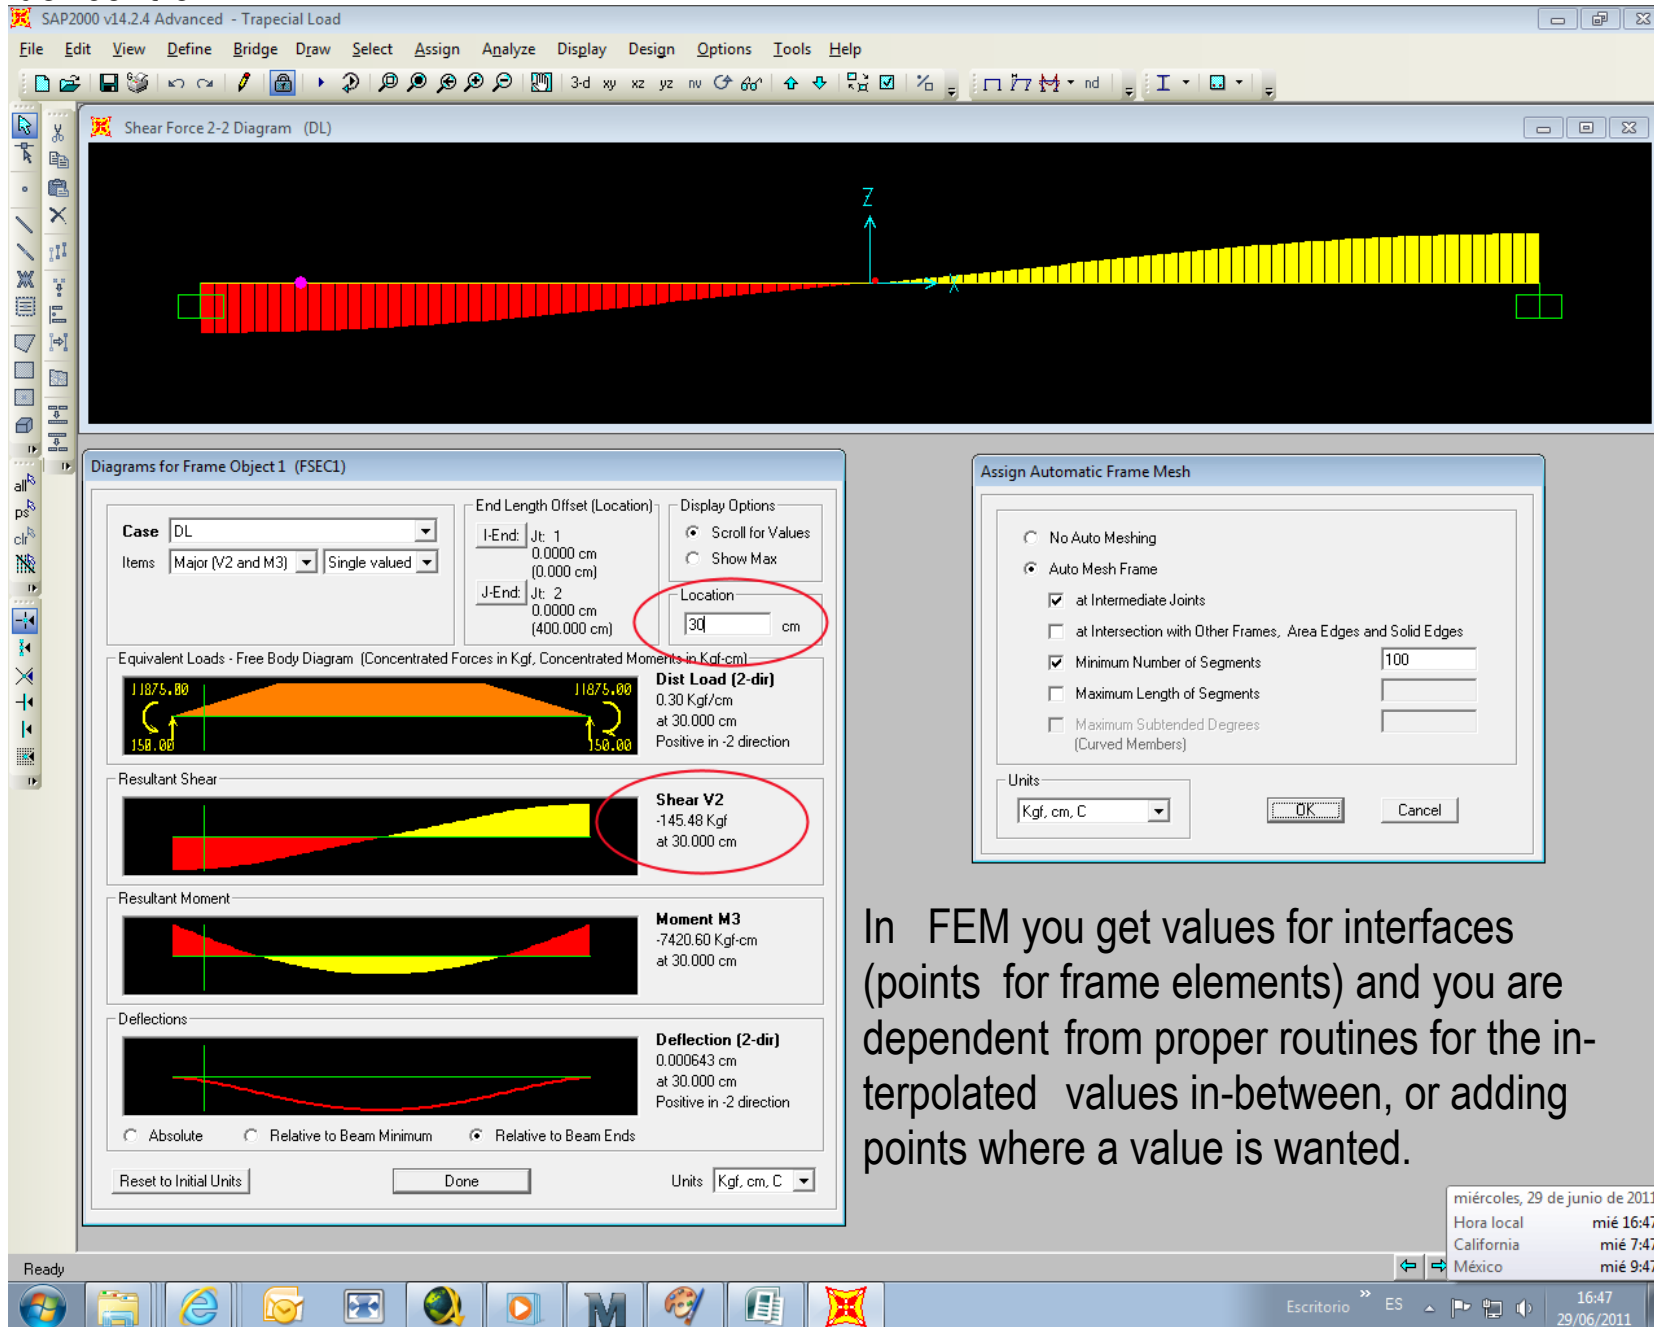 SAP2000 v14.2.4 Advanced - Trapecial Load
File Edit View Define Bridge Draw Select Assign Analyze Display Design Options Tools Help
3-d xy xz yz nv
nd
Shear Force 2-2 Diagram (DL)
Z
X
all
ps
clr
Diagrams for Frame Object 1 (FSEC1)
Case DL
Items Major (V2 and M3) Single valued
End Length Offset (Location)
I-End: Jt: 1
0.0000 cm
(0.000 cm)
J-End: Jt: 2
0.0000 cm
(400.000 cm)
Display Options
Scroll for Values
Show Max
Location
30 cm
Equivalent Loads - Free Body Diagram (Concentrated Forces in Kgf, Concentrated Moments in Kgf-cm)
11875.00 11875.00
150.00 150.00
Dist Load (2-dir)
0.30 Kgf/cm
at 30.000 cm
Positive in -2 direction
Resultant Shear
Shear V2
-145.48 Kgf
at 30.000 cm
Resultant Moment
Moment M3
-7420.60 Kgf-cm
at 30.000 cm
Deflections
Deflection (2-dir)
0.000643 cm
at 30.000 cm
Positive in -2 direction
Absolute Relative to Beam Minimum Relative to Beam Ends
Reset to Initial Units Done Units Kgf, cm, C
Assign Automatic Frame Mesh
No Auto Meshing
Auto Mesh Frame
at Intermediate Joints
at Intersection with Other Frames, Area Edges and Solid Edges
Minimum Number of Segments 100
Maximum Length of Segments
Maximum Subtended Degrees
(Curved Members)
Units
Kgf, cm, C OK Cancel
In FEM you get values for interfaces
(points for frame elements) and you are
dependent from proper routines for the in-
terpolated values in-between, or adding
points where a value is wanted.
miércoles, 29 de junio de 2011
Hora local mié 16:47
California mié 7:47
México mié 9:47
Ready
Escritorio » ES 16:47
29/06/2011